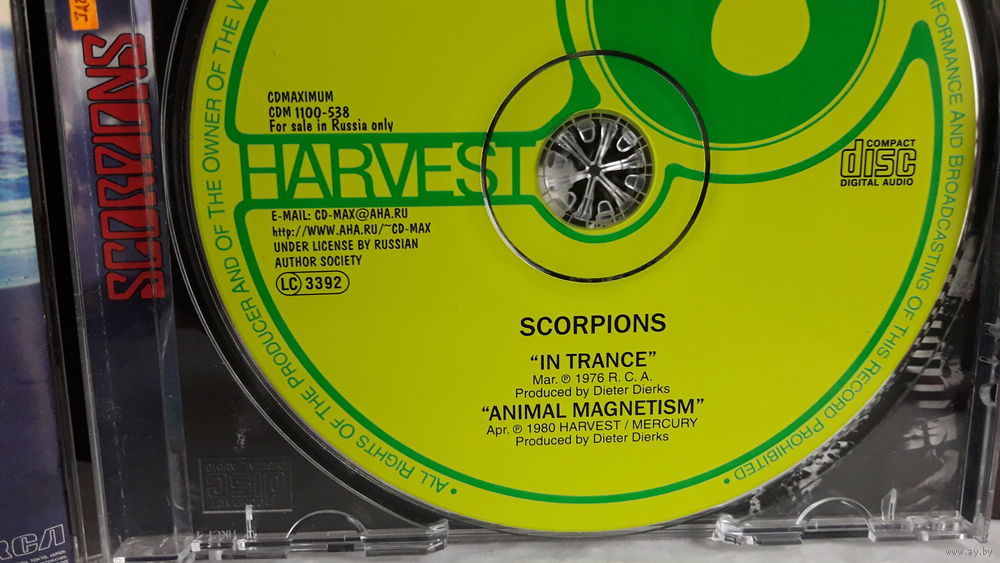 SCORPIONS
CDMAXIMUM
CDM 1100-538
For sale in Russia only
HARVEST
E-MAIL: CD-MAX@AHA.RU
http://WWW.AHA.RU/~CD-MAX
UNDER LICENSE BY RUSSIAN
AUTHOR SOCIETY
LC 3392
COMPACT
disc
DIGITAL AUDIO
SCORPIONS
“IN TRANCE”
Mar. ℗ 1976 R. C. A.
Produced by Dieter Dierks
“ANIMAL MAGNETISM”
Apr. ℗ 1980 HARVEST / MERCURY
Produced by Dieter Dierks
• ALL RIGHTS OF THE PRODUCER AND OF THE OWNER OF THE
AND BROADCASTING OF THIS RECORD PROHIBITED •
RCA
TOKYO, JAPAN
www.ay.by